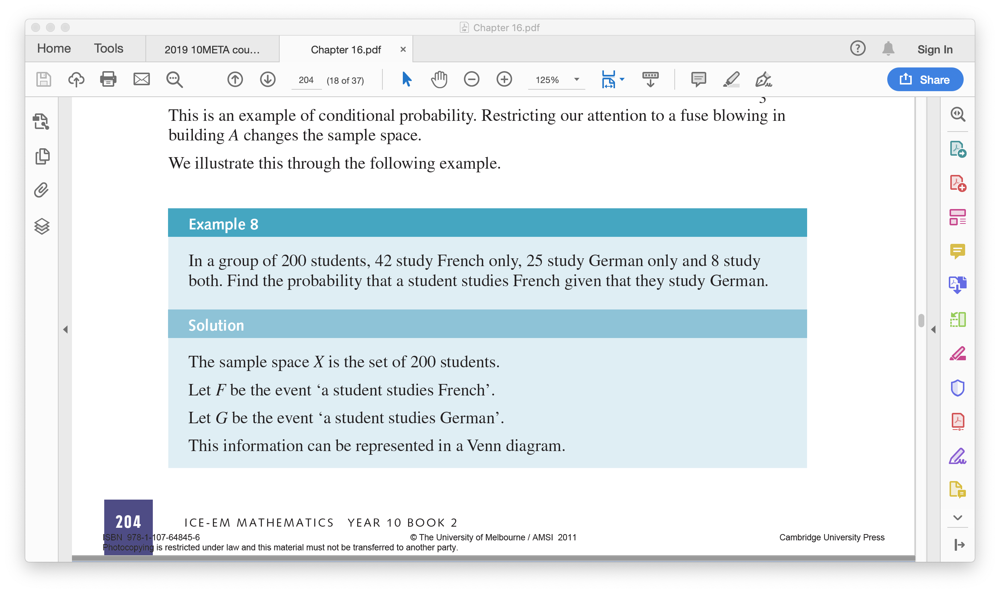 Chapter 16.pdf
Home Tools 2019 10META cou... Chapter 16.pdf × ? Sign In
204 (18 of 37) 125% Share
3
This is an example of conditional probability. Restricting our attention to a fuse blowing in
building A changes the sample space.
We illustrate this through the following example.
Example 8
In a group of 200 students, 42 study French only, 25 study German only and 8 study
both. Find the probability that a student studies French given that they study German.
Solution
The sample space X is the set of 200 students.
Let F be the event ‘a student studies French’.
Let G be the event ‘a student studies German’.
This information can be represented in a Venn diagram.
204 ICE-EM MATHEMATICS YEAR 10 BOOK 2
ISBN 978-1-107-64845-6 © The University of Melbourne / AMSI 2011 Cambridge University Press
Photocopying is restricted under law and this material must not be transferred to another party.